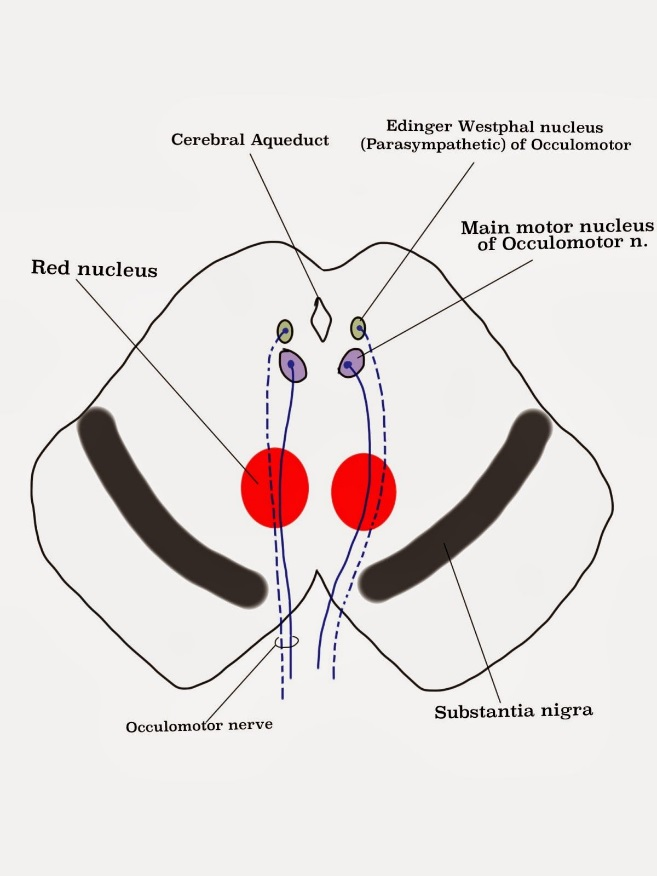 Cerebral Aqueduct
Edinger Westphal nucleus
(Parasympathetic) of Occulomotor
Main motor nucleus
of Occulomotor n.
Red nucleus
Occulomotor nerve
Substantia nigra